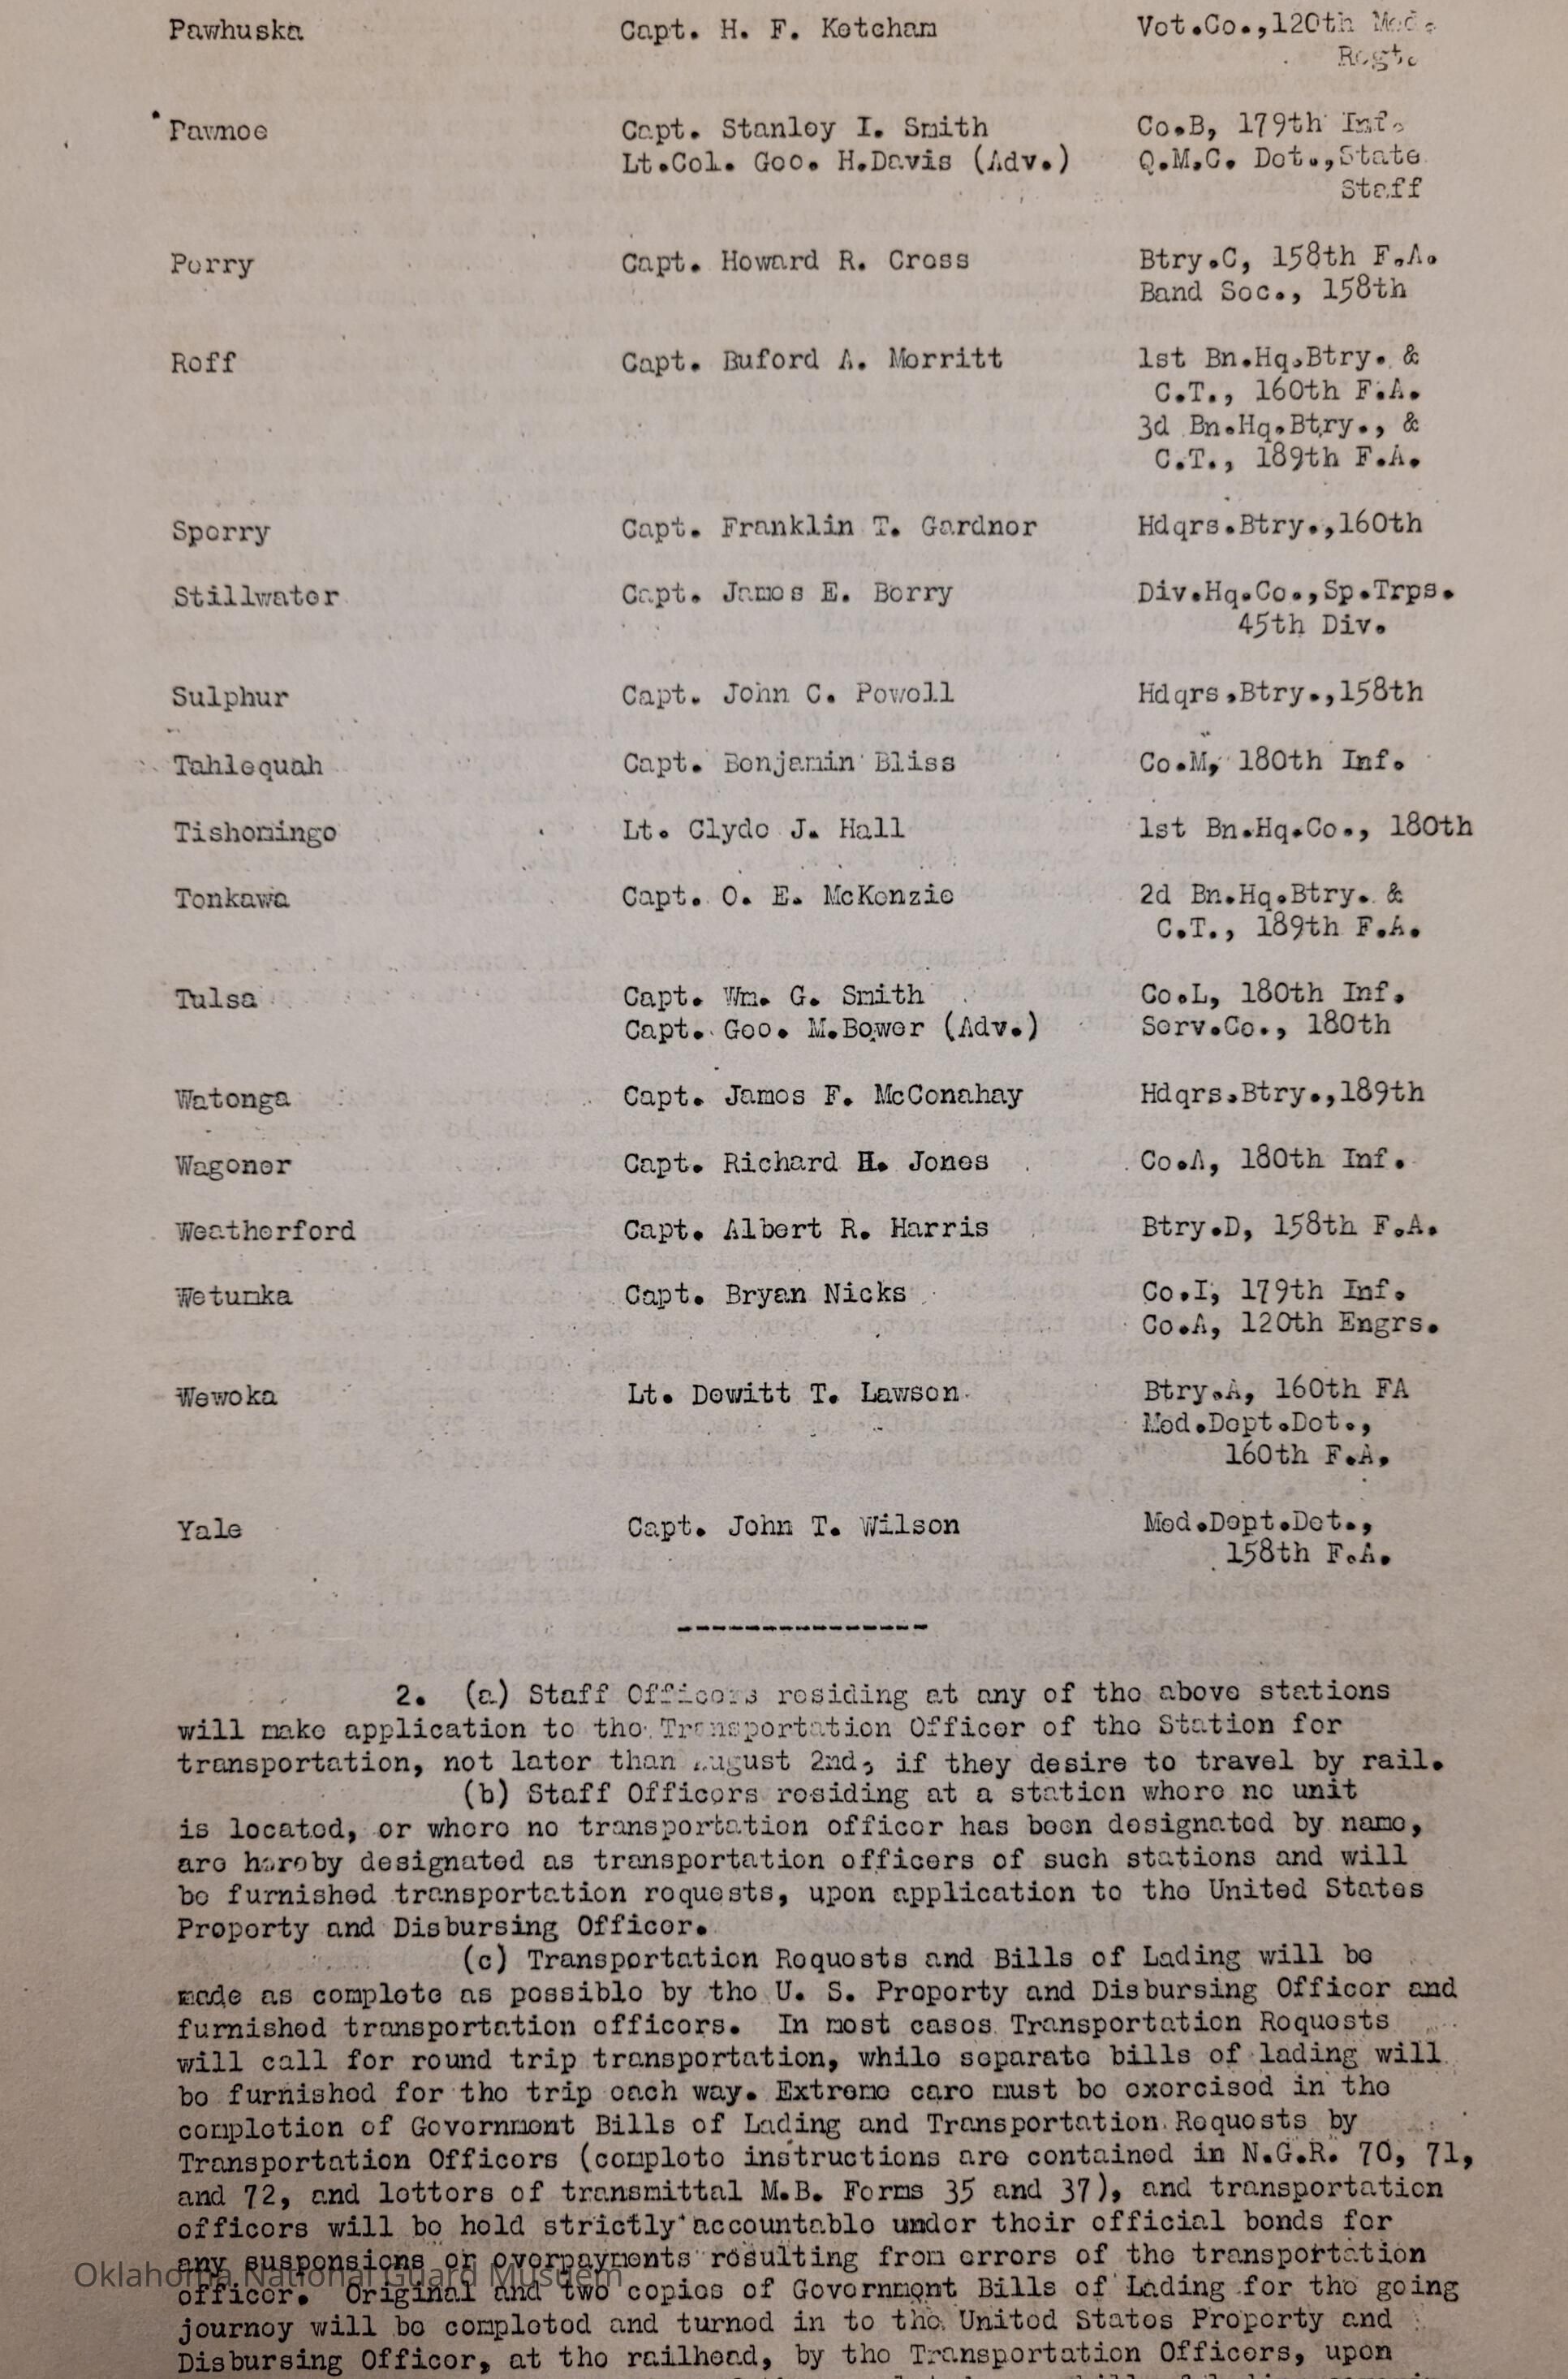 Pawhuska Capt. H. F. Ketcham Vet.Co.,120th Med.
Regt.
Pawnee Capt. Stanley I. Smith Co.B, 179th Inf.
Lt.Col. Geo. H.Davis (Adv.) Q.M.C. Det.,State
Staff
Perry Capt. Howard R. Cross Btry.C, 158th F.A.
Band Sec., 158th
Roff Capt. Buford A. Merritt 1st Bn.Hq.Btry. &
C.T., 160th F.A.
3d Bn.Hq.Btry., &
C.T., 189th F.A.
Sperry Capt. Franklin T. Gardner Hdqrs.Btry.,160th
Stillwater Capt. James E. Berry Div.Hq.Co.,Sp.Trps.
45th Div.
Sulphur Capt. John C. Powell Hdqrs.Btry.,158th
Tahlequah Capt. Benjamin Bliss Co.M, 180th Inf.
Tishomingo Lt. Clyde J. Hall 1st Bn.Hq.Co., 180th
Tonkawa Capt. O. E. McKenzie 2d Bn.Hq.Btry. &
C.T., 189th F.A.
Tulsa Capt. Wm. G. Smith Co.L, 180th Inf.
Capt. Geo. M.Bower (Adv.) Serv.Co., 180th
Watonga Capt. James F. McConahay Hdqrs.Btry.,189th
Wagoner Capt. Richard H. Jones Co.A, 180th Inf.
Weatherford Capt. Albert R. Harris Btry.D, 158th F.A.
Wetumka Capt. Bryan Nicks Co.I, 179th Inf.
Co.A, 120th Engrs.
Wewoka Lt. Dewitt T. Lawson Btry.A, 160th FA
Med.Dept.Det.,
160th F.A.
Yale Capt. John T. Wilson Med.Dept.Det.,
158th F.A.
---------------
2. (a) Staff Officers residing at any of the above stations
will make application to the Transportation Officer of the Station for
transportation, not later than August 2nd, if they desire to travel by rail.
(b) Staff Officers residing at a station where no unit
is located, or where no transportation officer has been designated by name,
are hereby designated as transportation officers of such stations and will
be furnished transportation requests, upon application to the United States
Property and Disbursing Officer.
(c) Transportation Requests and Bills of Lading will be
made as complete as possible by the U. S. Property and Disbursing Officer and
furnished transportation officers. In most cases Transportation Requests
will call for round trip transportation, while separate bills of lading will
be furnished for the trip each way. Extreme care must be exercised in the
completion of Government Bills of Lading and Transportation Requests by
Transportation Officers (complete instructions are contained in N.G.R. 70, 71,
and 72, and letters of transmittal M.B. Forms 35 and 37), and transportation
officers will be held strictly accountable under their official bonds for
any suspensions or overpayments resulting from errors of the transportation
Oklahoma National Guard Museum
officer. Original and two copies of Government Bills of Lading for the going
journey will be completed and turned in to the United States Property and
Disbursing Officer, at the railhead, by the Transportation Officers, upon